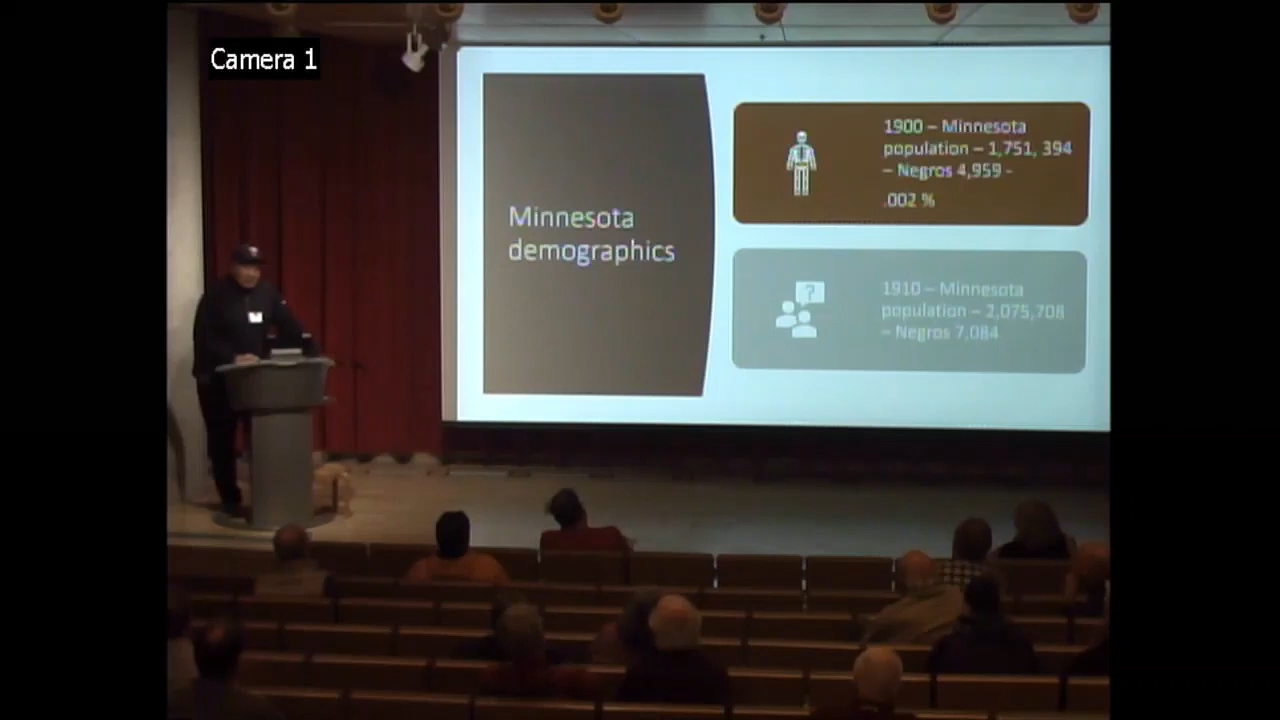 Camera 1
Minnesota
demographics
1900 – Minnesota
population – 1,751, 394
– Negros 4,959 -
.002 %
1910 – Minnesota
population – 2,075,708
– Negros 7,084
?